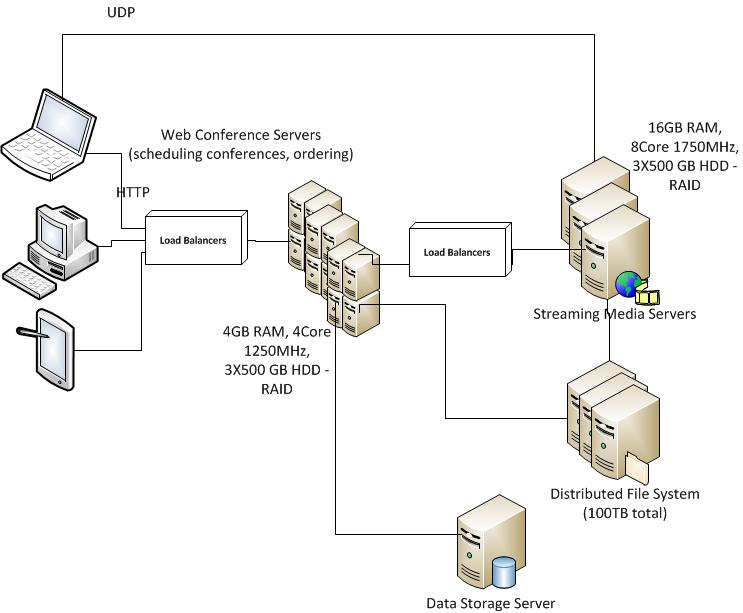 UDP
Web Conference Servers
(scheduling conferences, ordering)
16GB RAM,
8Core 1750MHz,
3X500 GB HDD -
RAID
HTTP
Load Balancers
Load Balancers
Streaming Media Servers
4GB RAM, 4Core
1250MHz,
3X500 GB HDD -
RAID
Distributed File System
(100TB total)
Data Storage Server